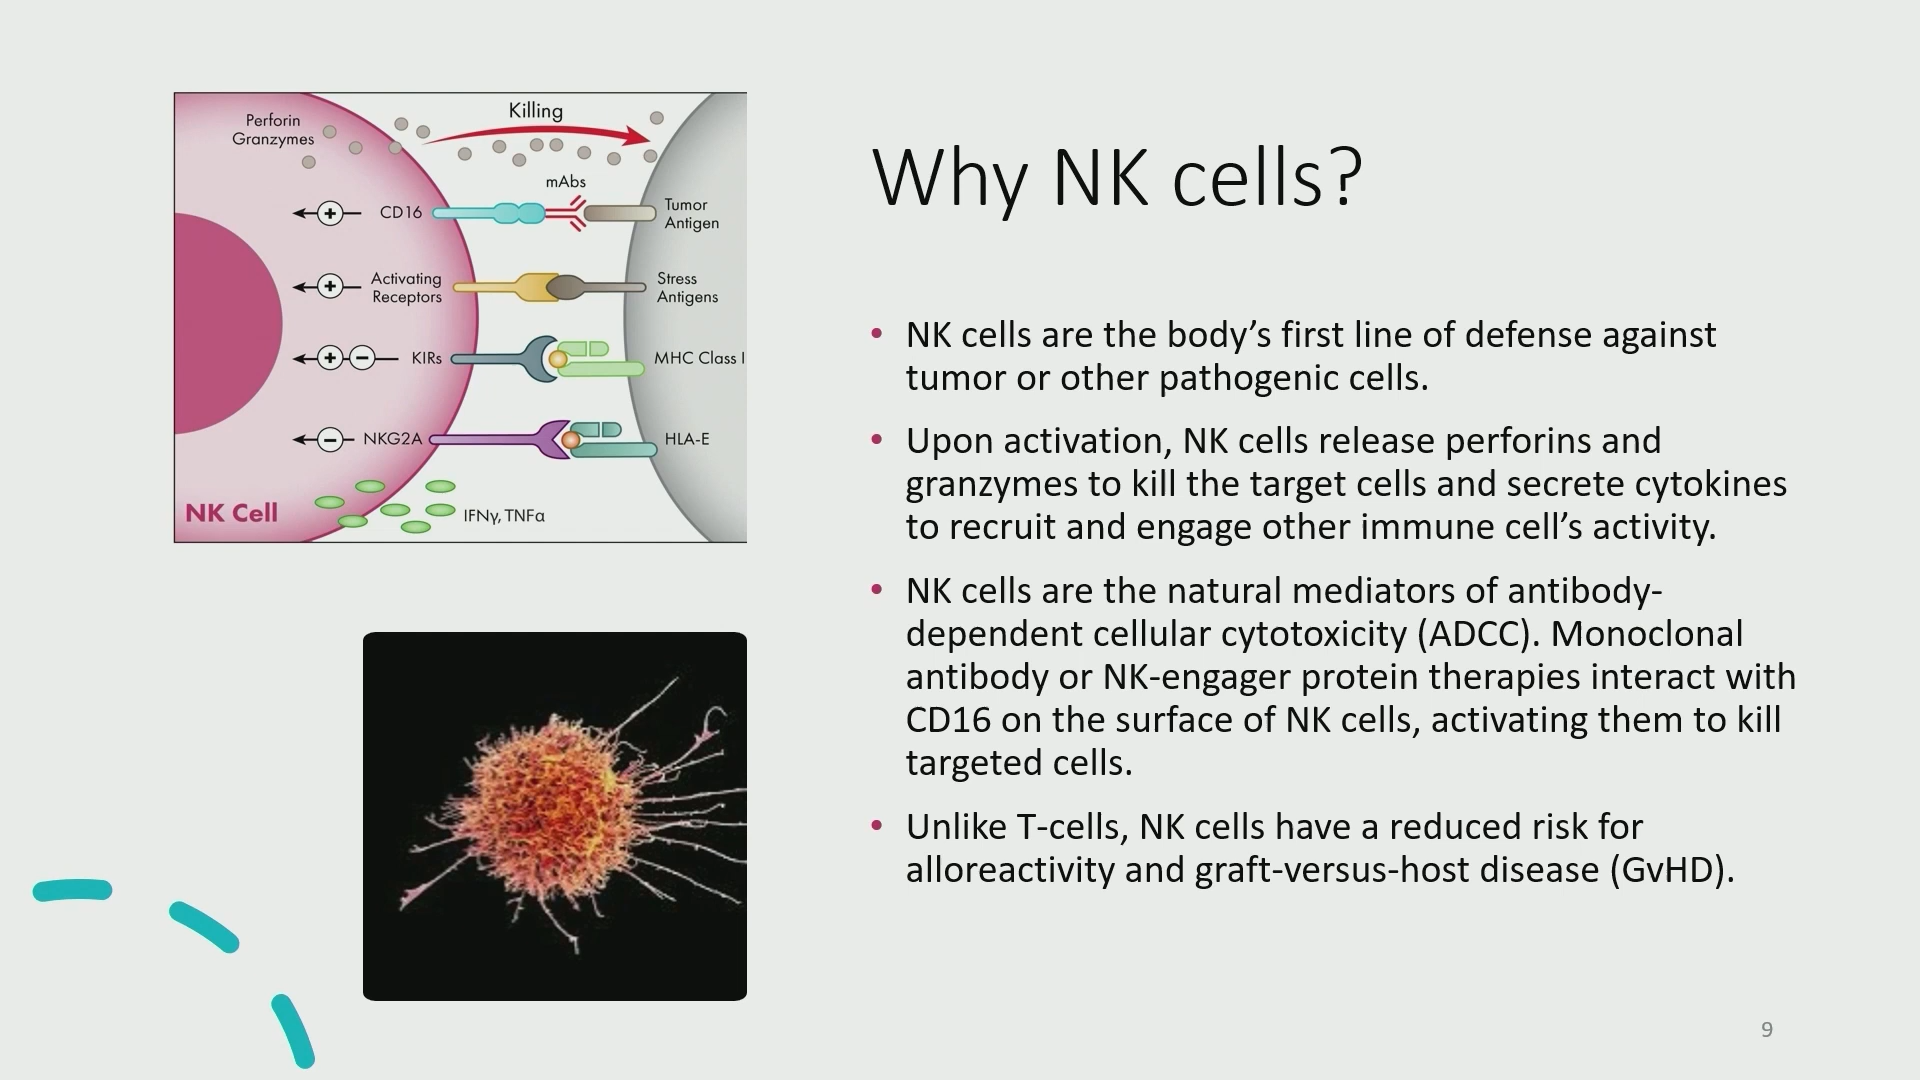 Perforin
Granzymes
Killing
mAbs
CD16
Tumor
Antigen
Activating
Receptors
Stress
Antigens
KIRs
MHC Class I
NKG2A
HLA-E
NK Cell
IFNγ, TNFα
Why NK cells?
• NK cells are the body’s first line of defense against
tumor or other pathogenic cells.
• Upon activation, NK cells release perforins and
granzymes to kill the target cells and secrete cytokines
to recruit and engage other immune cell’s activity.
• NK cells are the natural mediators of antibody-
dependent cellular cytotoxicity (ADCC). Monoclonal
antibody or NK-engager protein therapies interact with
CD16 on the surface of NK cells, activating them to kill
targeted cells.
• Unlike T-cells, NK cells have a reduced risk for
alloreactivity and graft-versus-host disease (GvHD).
9